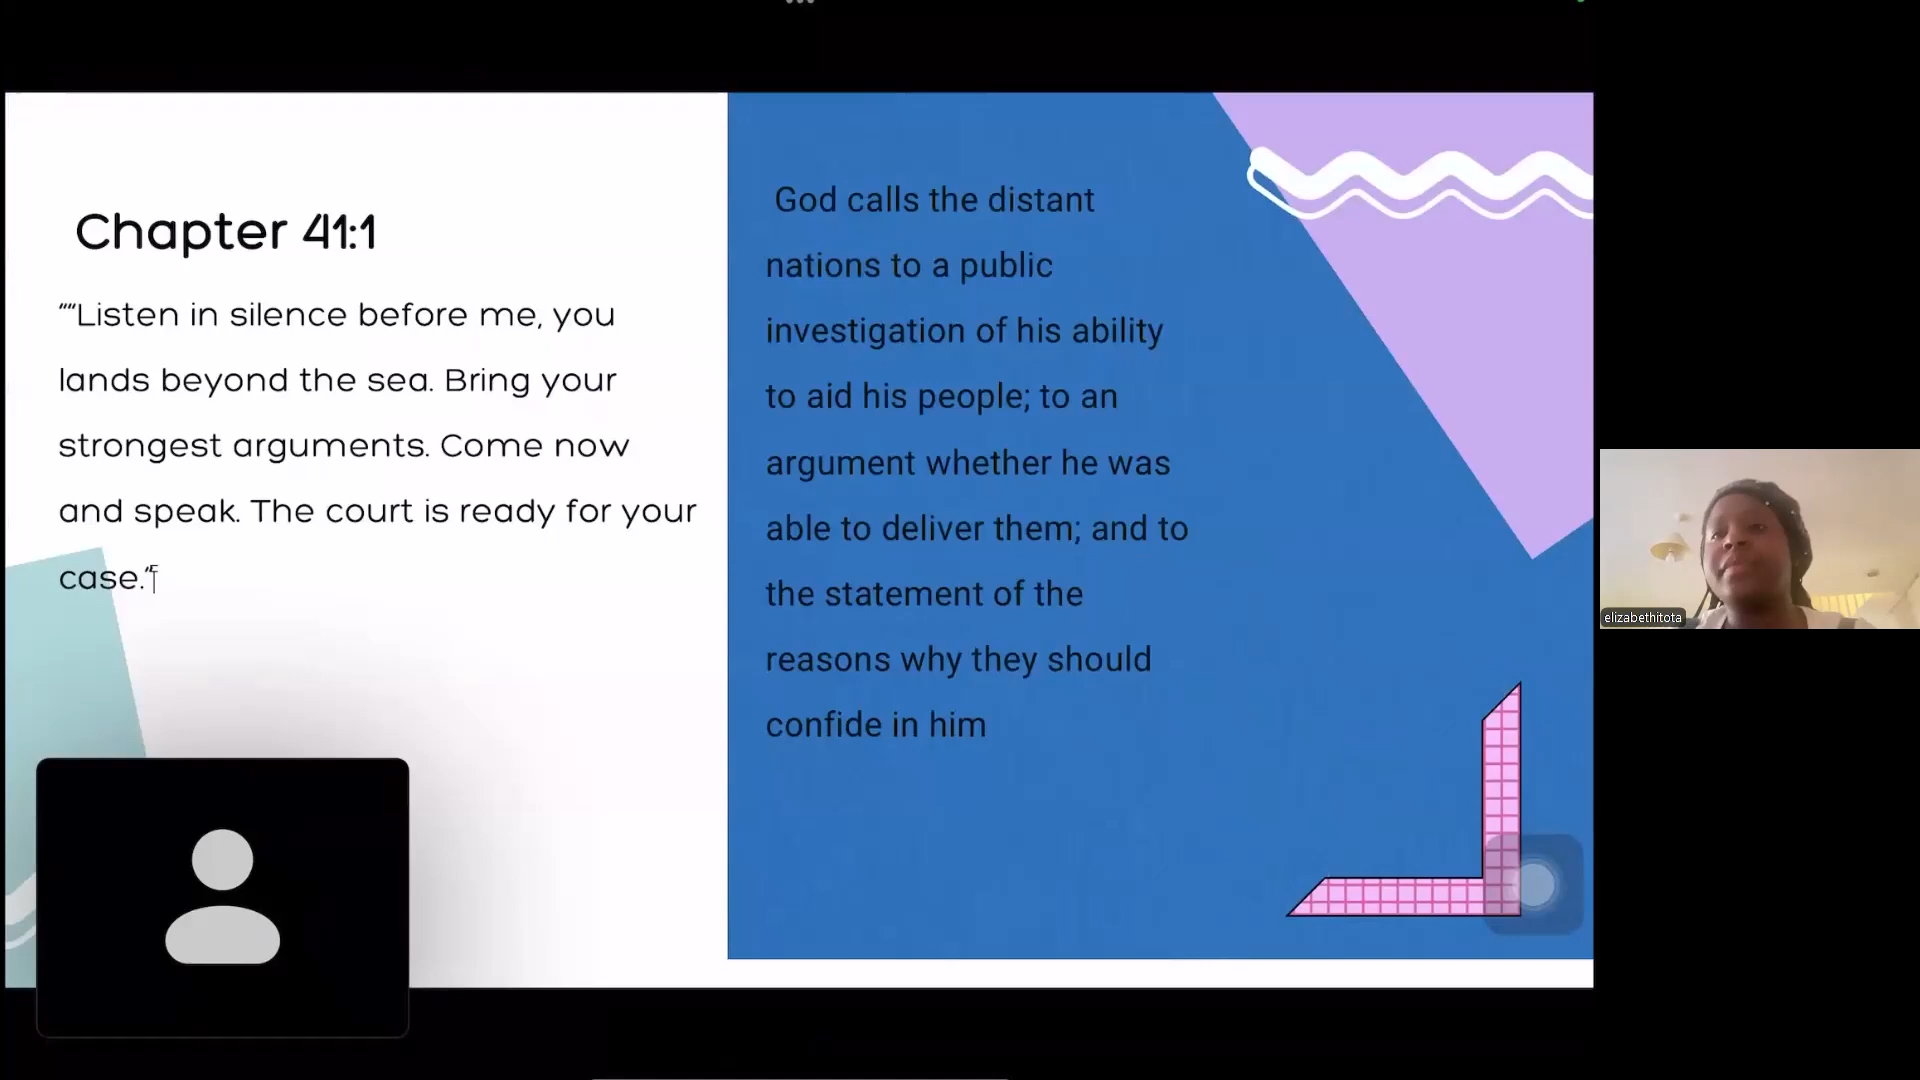 Chapter 41:1
““Listen in silence before me, you
lands beyond the sea. Bring your
strongest arguments. Come now
and speak. The court is ready for your
case.”
God calls the distant
nations to a public
investigation of his ability
to aid his people; to an
argument whether he was
able to deliver them; and to
the statement of the
reasons why they should
confide in him
elizabethitota